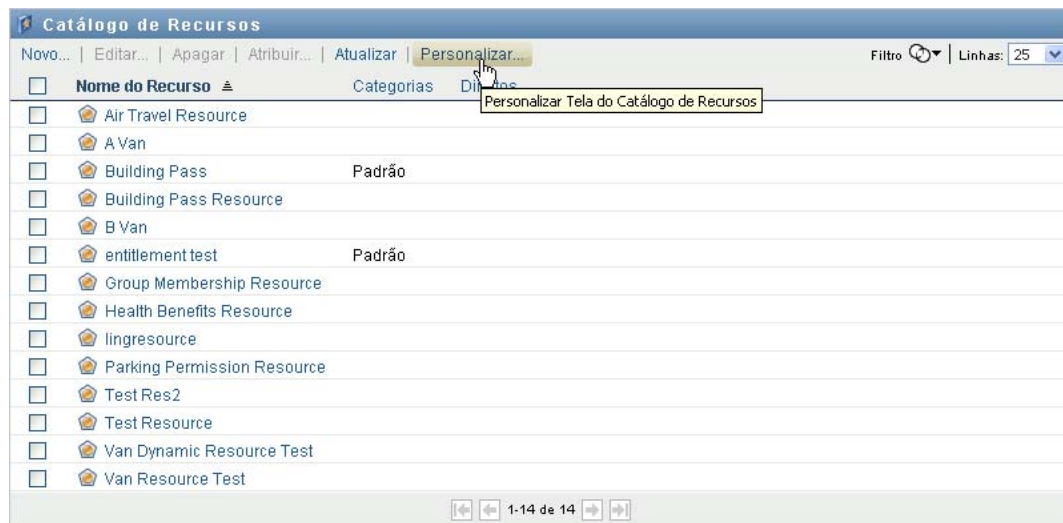 Catálogo de Recursos
Novo... | Editar... | Apagar | Atribuir... | Atualizar | Personalizar... Filtro | Linhas: 25
Nome do Recurso Categorias
Personalizar Tela do Catálogo de Recursos
Air Travel Resource
A Van
Building Pass Padrão
Building Pass Resource
B Van
entitlement test Padrão
Group Membership Resource
Health Benefits Resource
lingresource
Parking Permission Resource
Test Res2
Test Resource
Van Dynamic Resource Test
Van Resource Test
1-14 de 14